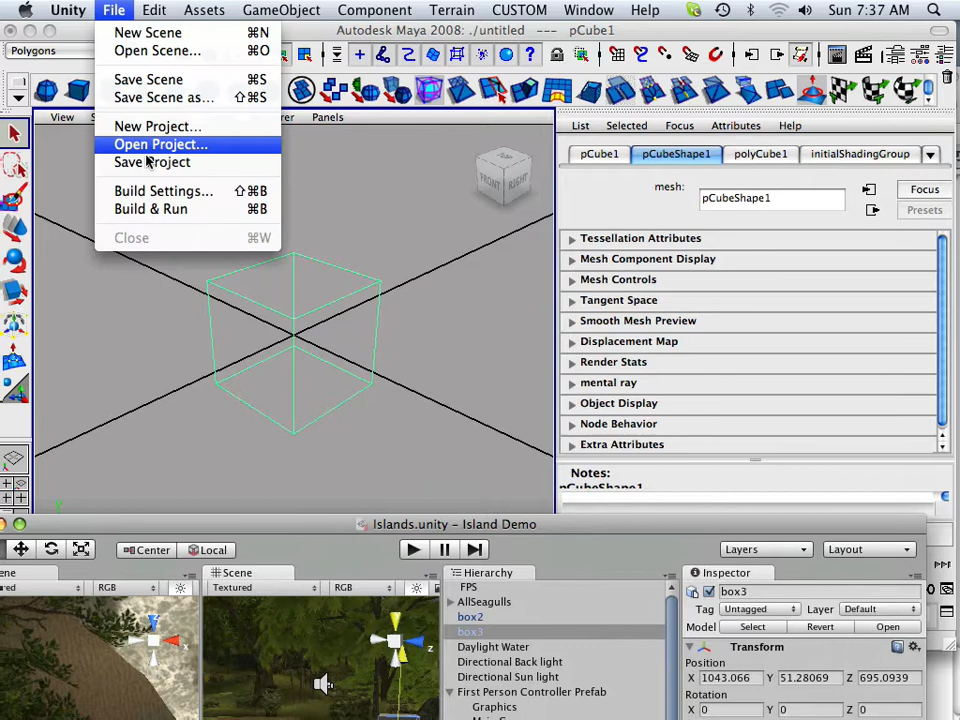 Unity File Edit Assets GameObject Component Terrain CUSTOM Window Help Sun 7:37 AM
New Scene ⌘N
Open Scene... ⌘O
Save Scene ⌘S
Save Scene as... ⇧⌘S
New Project...
Open Project...
Save Project
Build Settings... ⇧⌘B
Build & Run ⌘B
Close ⌘W
Autodesk Maya 2008: ./untitled --- pCube1
Polygons
View Panels
List Selected Focus Attributes Help
pCube1 pCubeShape1 polyCube1 initialShadingGroup
mesh: pCubeShape1
Focus
Presets
Tessellation Attributes
Mesh Component Display
Mesh Controls
Tangent Space
Smooth Mesh Preview
Displacement Map
Render Stats
mental ray
Object Display
Node Behavior
Extra Attributes
Notes: pCubeShape1
FRONT RIGHT
Islands.unity - Island Demo
Center Local
Layers Layout
Scene
RGB
Textured RGB
Hierarchy
FPS
AllSeagulls
box2
box3
Daylight Water
Directional Back light
Directional Sun light
First Person Controller Prefab
Graphics
Inspector
box3
Tag Untagged Layer Default
Model Select Revert Open
Transform
Position
X 1043.066 Y 51.28069 Z 695.0939
Rotation
X 0 Y 0 Z 0
x
z